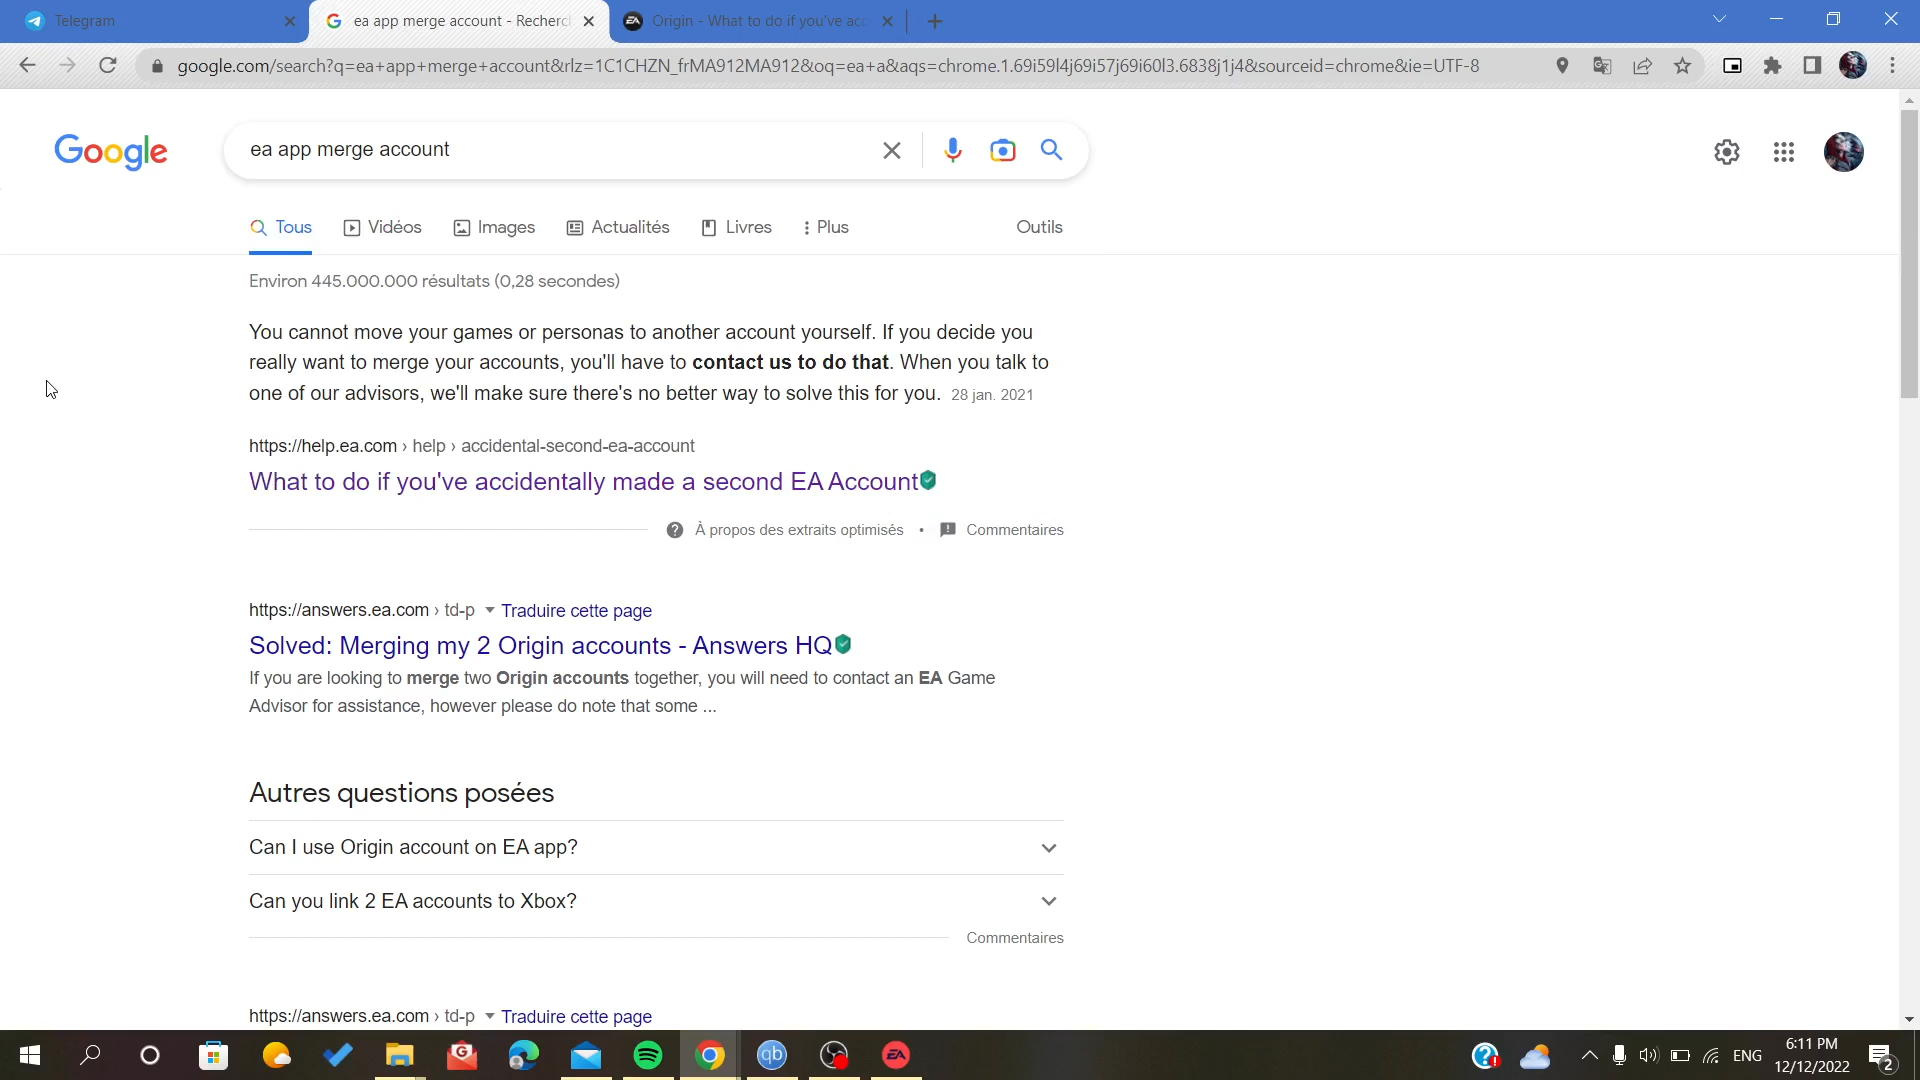 Telegram
ea app merge account - Recherc
Origin - What to do if you've acc
google.com/search?q=ea+app+merge+account&rlz=1C1CHZN_frMA912MA912&oq=ea+a&aqs=chrome.1.69i59l4j69i57j69i60l3.6838j1j4&sourceid=chrome&ie=UTF-8
Google
ea app merge account
Tous
Vidéos
Images
Actualités
Livres
Plus
Outils
Environ 445.000.000 résultats (0,28 secondes)
You cannot move your games or personas to another account yourself. If you decide you
really want to merge your accounts, you'll have to contact us to do that. When you talk to
one of our advisors, we'll make sure there's no better way to solve this for you. 28 jan. 2021
https://help.ea.com › help › accidental-second-ea-account
What to do if you've accidentally made a second EA Account
À propos des extraits optimisés • Commentaires
https://answers.ea.com › td-p Traduire cette page
Solved: Merging my 2 Origin accounts - Answers HQ
If you are looking to merge two Origin accounts together, you will need to contact an EA Game
Advisor for assistance, however please do note that some ...
Autres questions posées
Can I use Origin account on EA app?
Can you link 2 EA accounts to Xbox?
Commentaires
https://answers.ea.com › td-p Traduire cette page
qb
EA
ENG
6:11 PM
12/12/2022
2